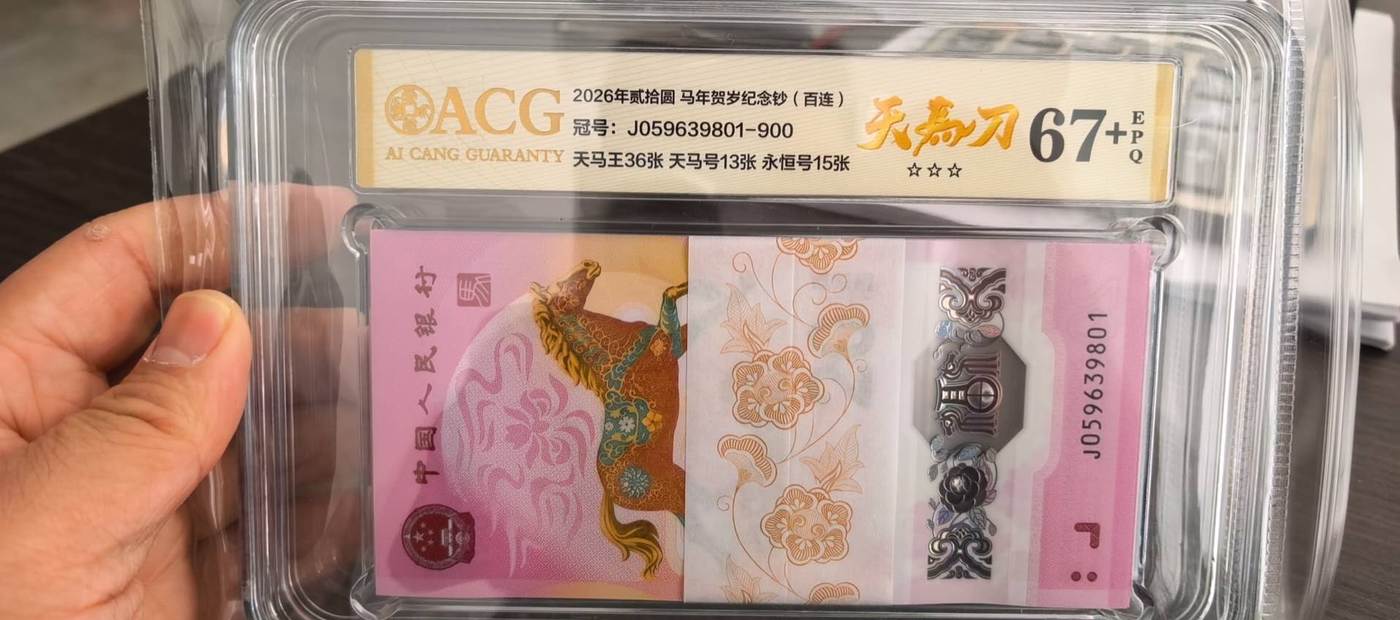 ACG
AI CANG GUARANTY
2026年贰拾圆 马年贺岁纪念钞（百连）
冠号：J059639801-900
天马王36张 天马号13张 永恒号15张
天馬刀
☆☆☆
67+
EPQ
中国人民银行
J059639801